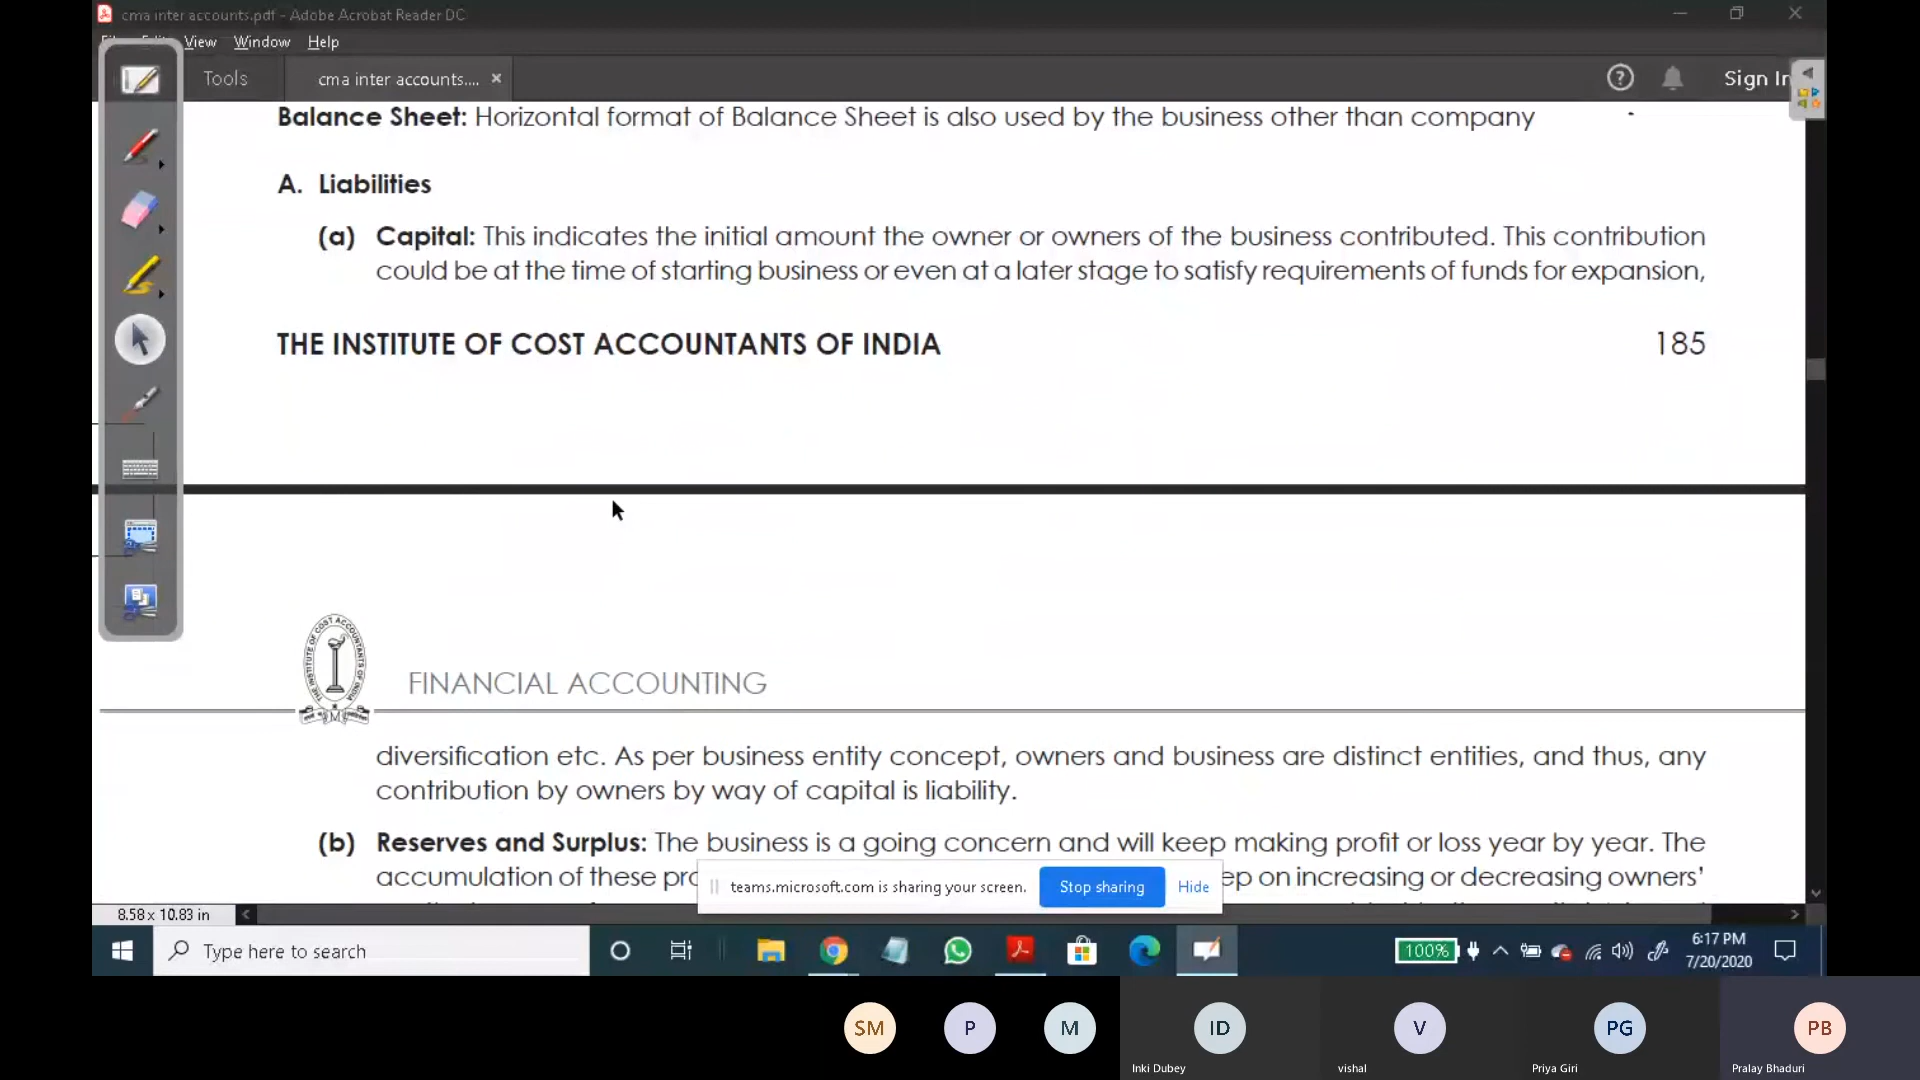 cma inter accounts.pdf - Adobe Acrobat Reader DC
View Window Help
Tools cma inter accounts.... × Sign In
Balance Sheet: Horizontal format of Balance Sheet is also used by the business other than company
A. Liabilities
(a) Capital: This indicates the initial amount the owner or owners of the business contributed. This contribution
could be at the time of starting business or even at a later stage to satisfy requirements of funds for expansion,
THE INSTITUTE OF COST ACCOUNTANTS OF INDIA 185
THE INSTITUTE OF COST ACCOUNTANTS OF INDIA
FINANCIAL ACCOUNTING
diversification etc. As per business entity concept, owners and business are distinct entities, and thus, any
contribution by owners by way of capital is liability.
(b) Reserves and Surplus: The business is a going concern and will keep making profit or loss year by year. The
accumulation of these pro ep on increasing or decreasing owners'
teams.microsoft.com is sharing your screen. Stop sharing Hide
8.58 x 10.83 in
Type here to search 100% 6:17 PM
7/20/2020
SM P M ID V PG PB
Inki Dubey vishal Priya Giri Pralay Bhaduri